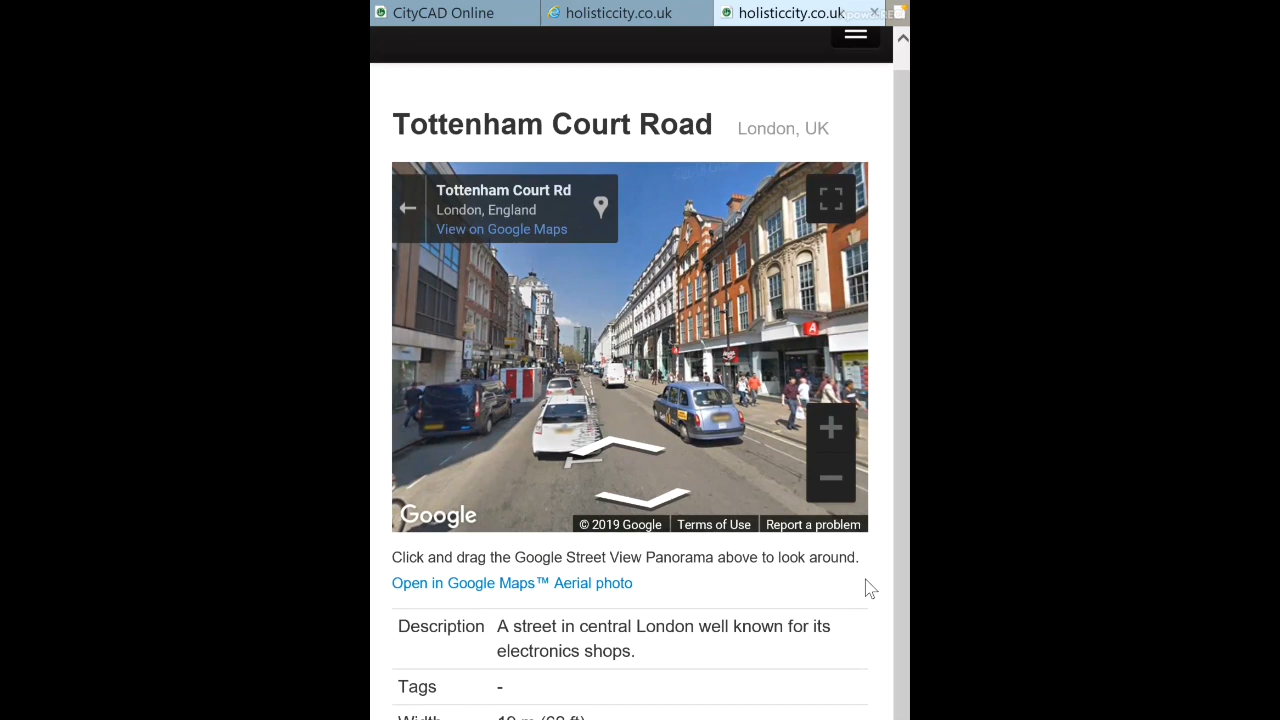 CityCAD Online
holisticcity.co.uk
holisticcity.co.uk
Tottenham Court Road London, UK
Tottenham Court Rd
London, England
View on Google Maps
Google
© 2019 Google
Terms of Use
Report a problem
Click and drag the Google Street View Panorama above to look around.
Open in Google Maps™ Aerial photo
Description A street in central London well known for its
electronics shops.
Tags -